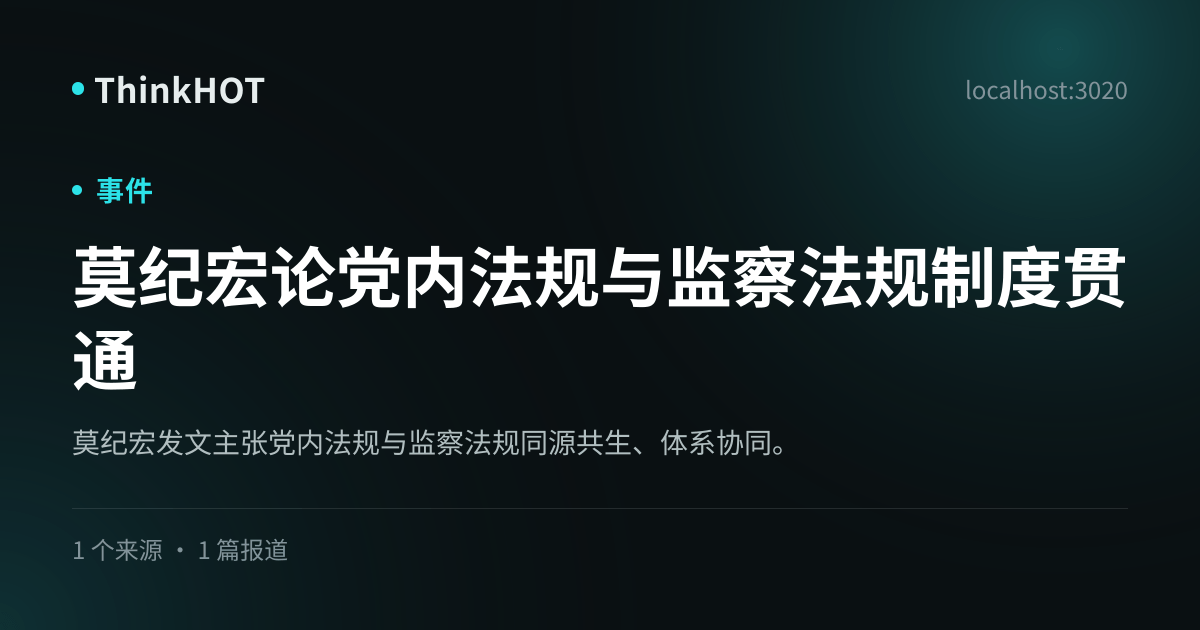 ThinkHOT
localhost:3020
事件
莫纪宏论党内法规与监察法规制度贯
通
莫纪宏发文主张党内法规与监察法规同源共生、体系协同。
1 个来源 · 1 篇报道